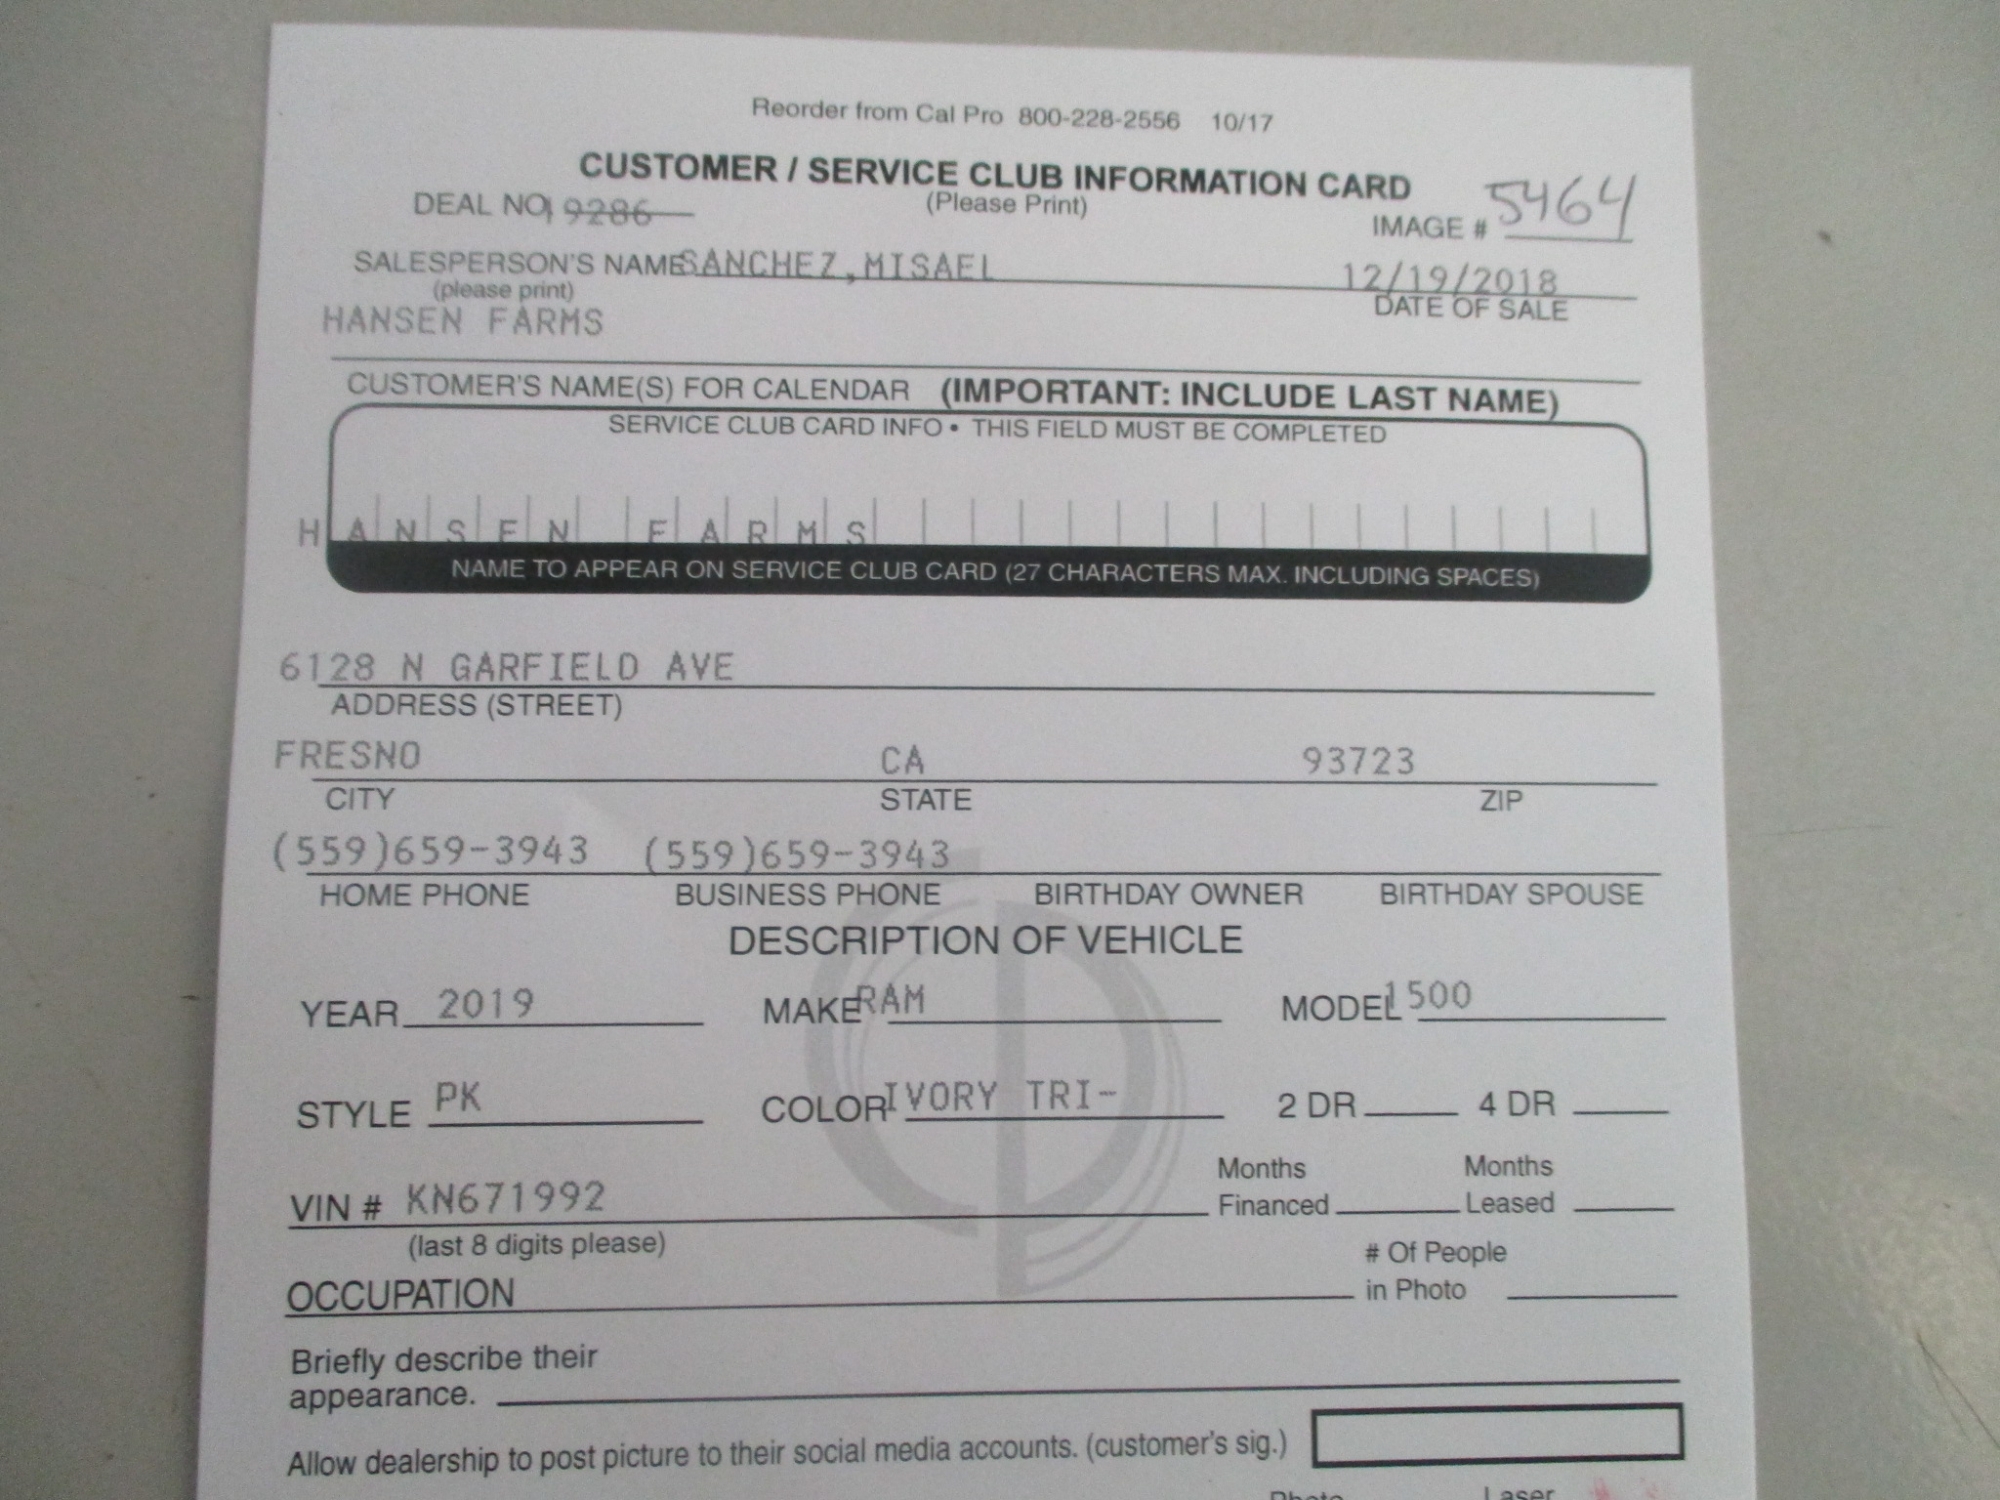 Reorder from Cal Pro 800-228-2556 10/17
CUSTOMER / SERVICE CLUB INFORMATION CARD
DEAL NO. 9286 (Please Print) IMAGE # 5464
SALESPERSON'S NAME SANCHEZ,MISAEL 12/19/2018
(please print) DATE OF SALE
HANSEN FARMS
CUSTOMER'S NAME(S) FOR CALENDAR (IMPORTANT: INCLUDE LAST NAME)
SERVICE CLUB CARD INFO • THIS FIELD MUST BE COMPLETED
HANSEN FARMS
NAME TO APPEAR ON SERVICE CLUB CARD (27 CHARACTERS MAX. INCLUDING SPACES)
6128 N GARFIELD AVE
ADDRESS (STREET)
FRESNO CA 93723
CITY STATE ZIP
(559)659-3943 (559)659-3943
HOME PHONE BUSINESS PHONE BIRTHDAY OWNER BIRTHDAY SPOUSE
DESCRIPTION OF VEHICLE
YEAR 2019 MAKE RAM MODEL 1500
STYLE PK COLOR IVORY TRI- 2 DR 4 DR
Months Months
VIN # KN671992 Financed Leased
(last 8 digits please) # Of People
OCCUPATION in Photo
Briefly describe their
appearance.
Allow dealership to post picture to their social media accounts. (customer's sig.)
Photo Laser